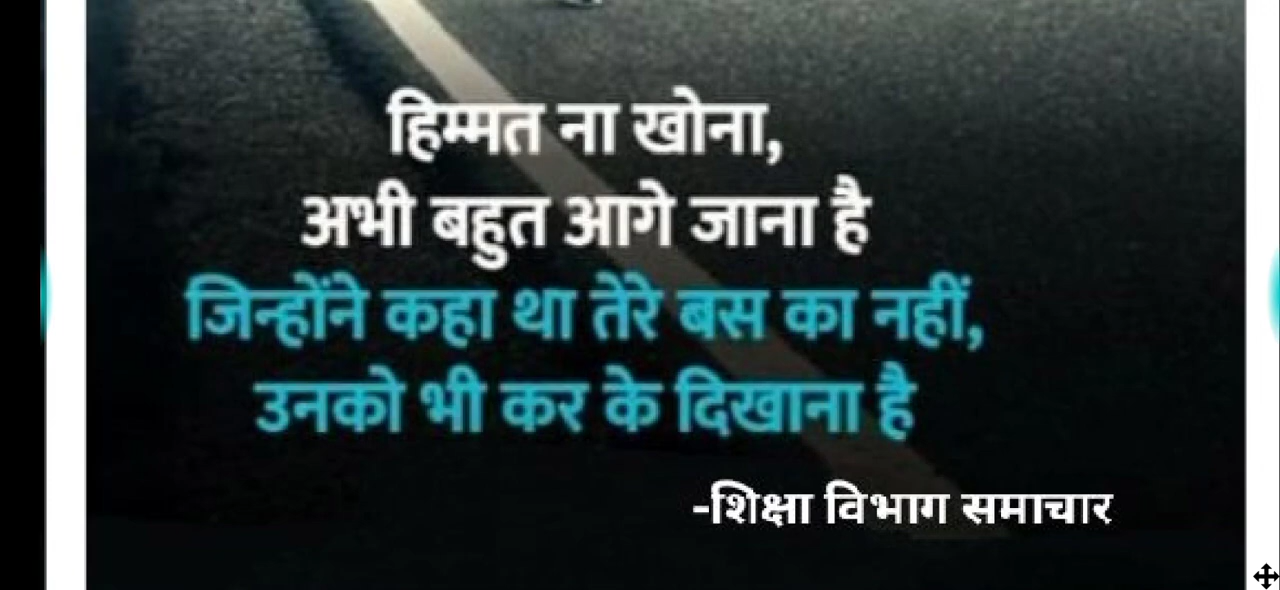 हिम्मत ना खोना,
अभी बहुत आगे जाना है
जिन्होंने कहा था तेरे बस का नहीं,
उनको भी कर के दिखाना है
-शिक्षा विभाग समाचार